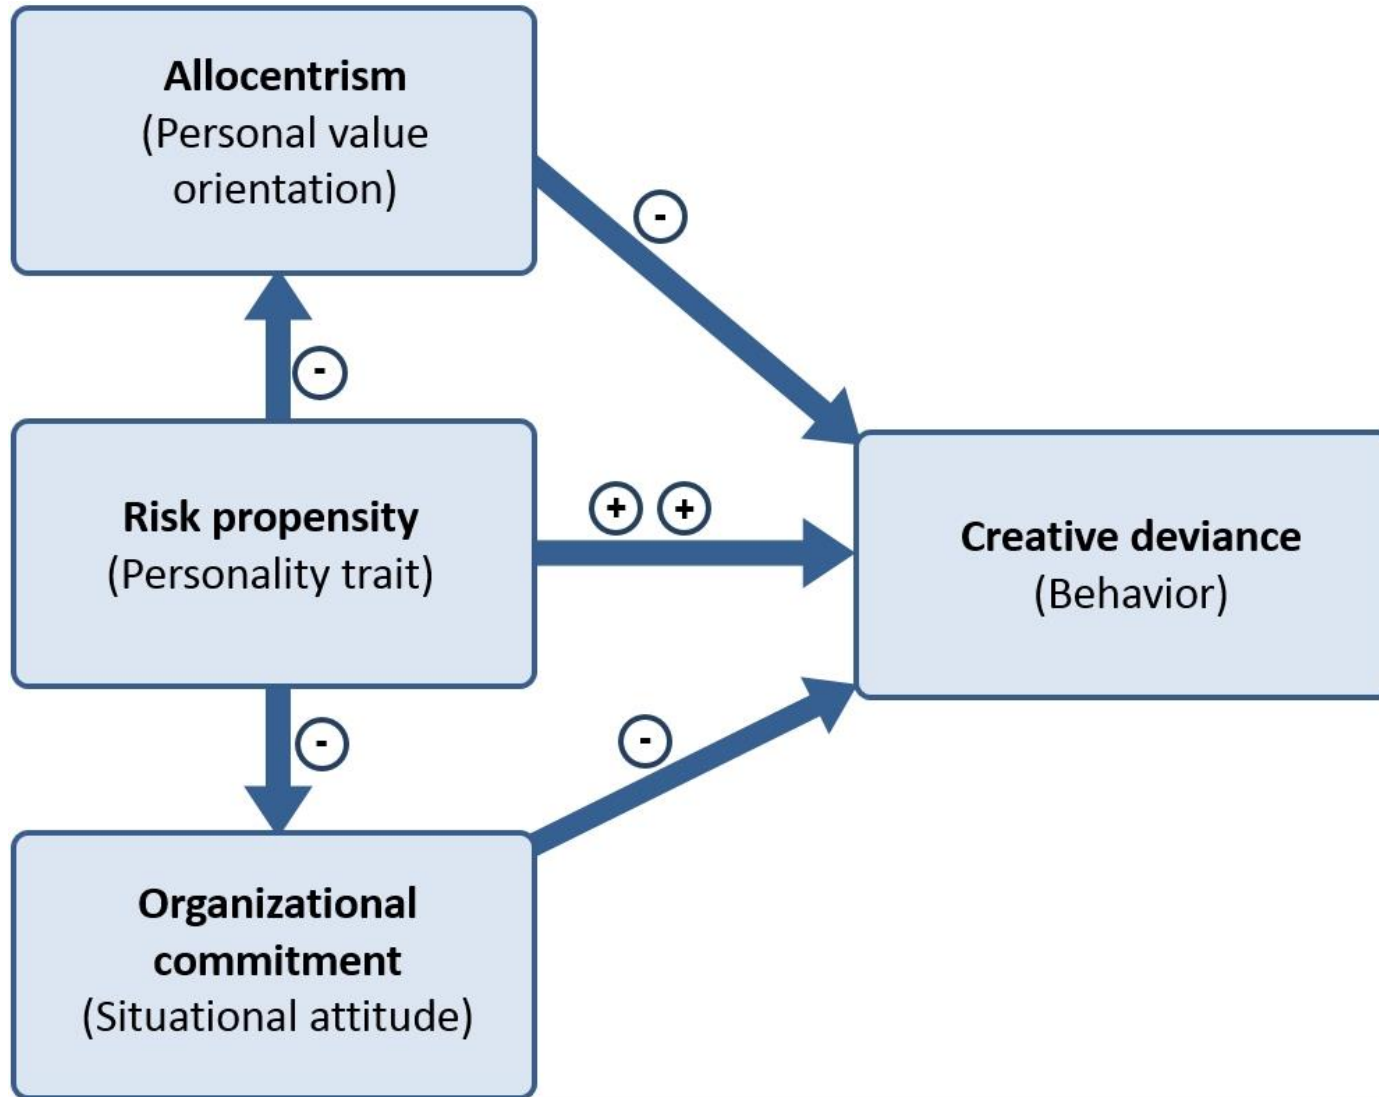 Allocentrism
(Personal value
orientation)
-
-
Risk propensity
(Personality trait)
+ +
Creative deviance
(Behavior)
-
-
Organizational
commitment
(Situational attitude)